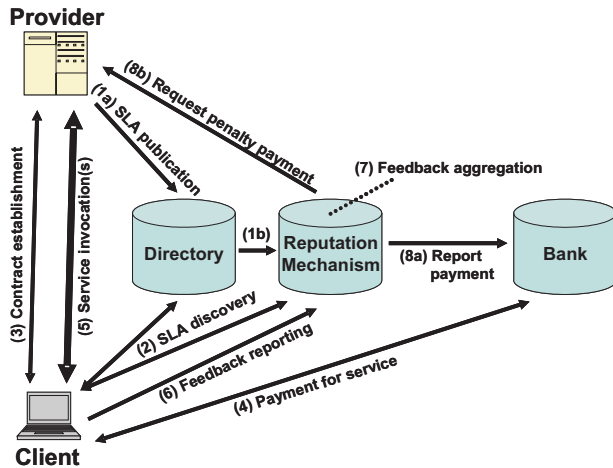 Provider
(8b) Request penalty payment
(1a) SLA publication
(7) Feedback aggregation
(3) Contract establishment
(5) Service invocation(s)
Directory
(1b)
Reputation
Mechanism
(8a) Report
payment
Bank
(2) SLA discovery
(6) Feedback reporting
(4) Payment for service
Client